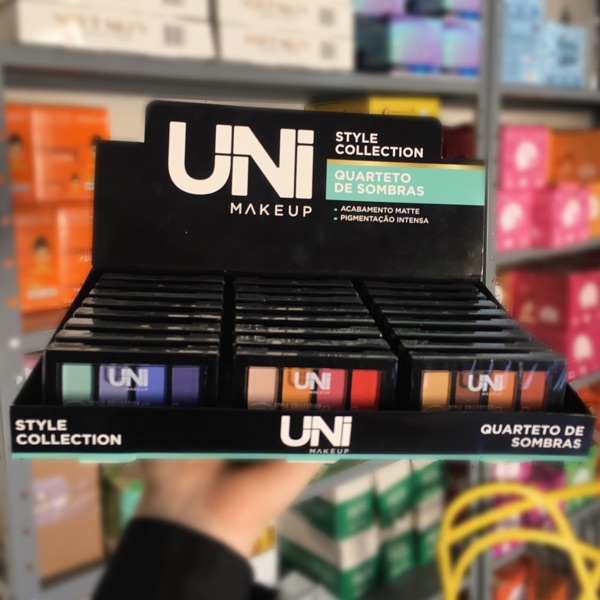 UNi
MAKEUP
STYLE
COLLECTION
QUARTETO
DE SOMBRAS
- ACABAMENTO MATTE
- PIGMENTAÇÃO INTENSA
UNi
UNi
UNi
STYLE
COLLECTION
UNi
MAKEUP
QUARTETO DE
SOMBRAS